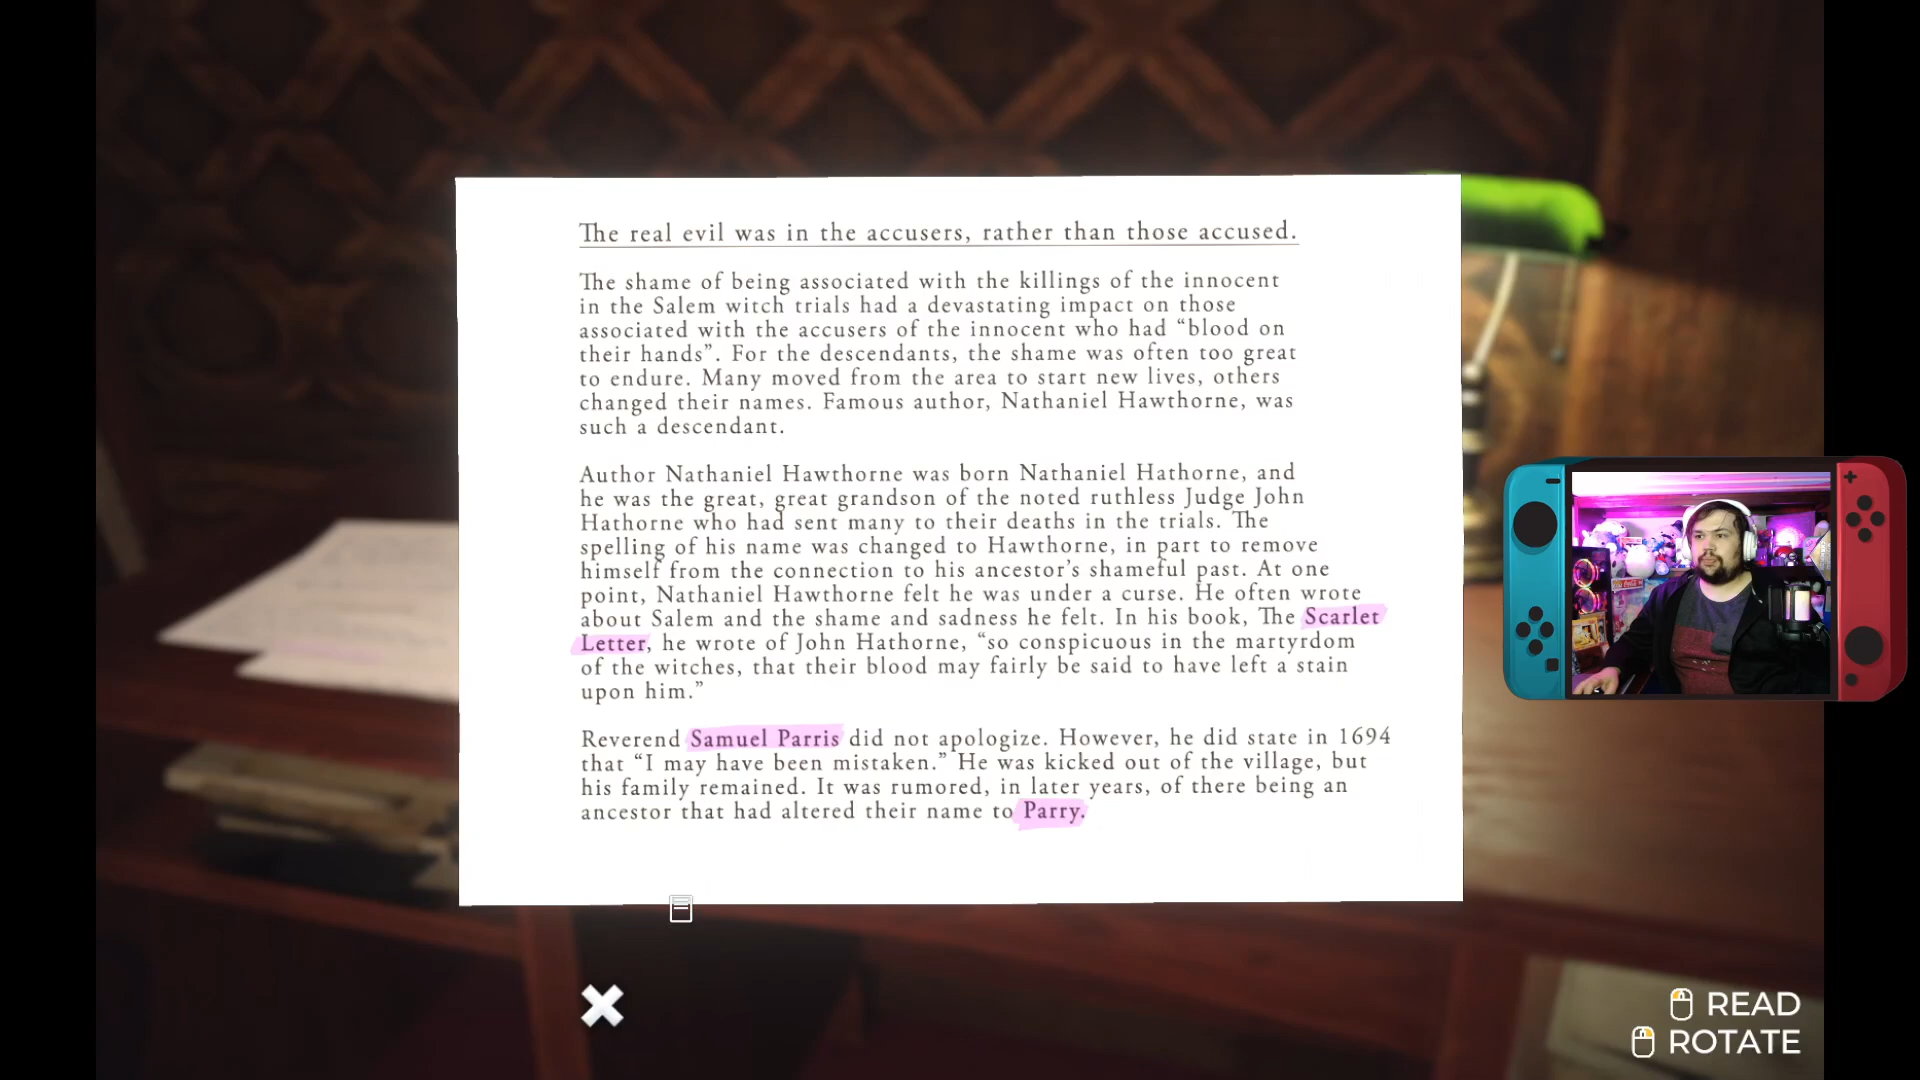 The real evil was in the accusers, rather than those accused.
The shame of being associated with the killings of the innocent
in the Salem witch trials had a devastating impact on those
associated with the accusers of the innocent who had “blood on
their hands”. For the descendants, the shame was often too great
to endure. Many moved from the area to start new lives, others
changed their names. Famous author, Nathaniel Hawthorne, was
such a descendant.
Author Nathaniel Hawthorne was born Nathaniel Hathorne, and
he was the great, great grandson of the noted ruthless Judge John
Hathorne who had sent many to their deaths in the trials. The
spelling of his name was changed to Hawthorne, in part to remove
himself from the connection to his ancestor’s shameful past. At one
point, Nathaniel Hawthorne felt he was under a curse. He often wrote
about Salem and the shame and sadness he felt. In his book, The Scarlet
Letter, he wrote of John Hathorne, “so conspicuous in the martyrdom
of the witches, that their blood may fairly be said to have left a stain
upon him.”
Reverend Samuel Parris did not apologize. However, he did state in 1694
that “I may have been mistaken.” He was kicked out of the village, but
his family remained. It was rumored, in later years, of there being an
ancestor that had altered their name to Parry.
READ
ROTATE